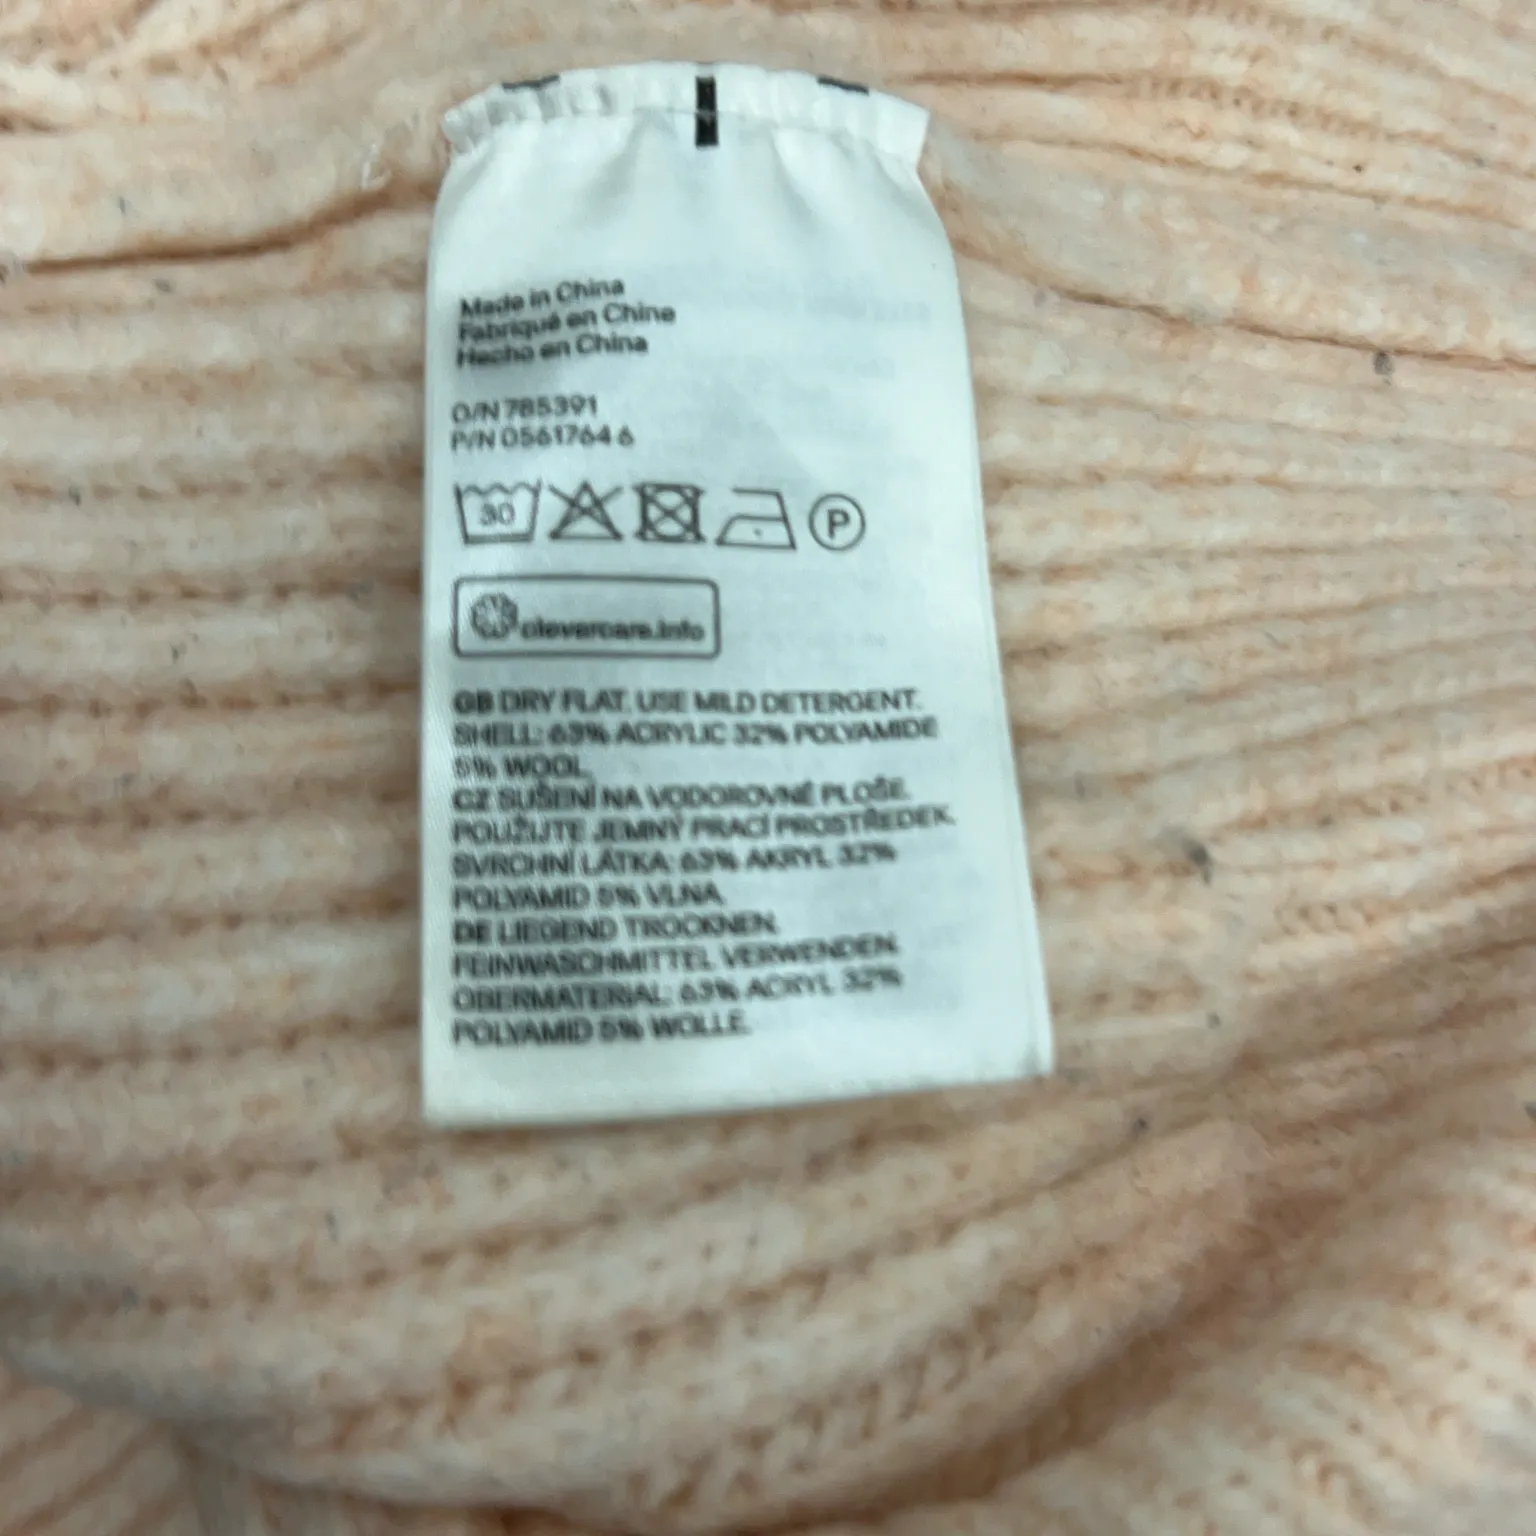 Made in China
Fabriqué en Chine
Hecho en China
O/N 785391
P/N 0561764 6
30
P
clevercare.info
GB DRY FLAT. USE MILD DETERGENT.
SHELL: 63% ACRYLIC 32% POLYAMIDE
5% WOOL.
CZ SUŠENÍ NA VODOROVNÉ PLOŠE.
POUŽIJTE JEMNÝ PRACÍ PROSTŘEDEK.
SVRCHNÍ LÁTKA: 63% AKRYL 32%
POLYAMID 5% VLNA.
DE LIEGEND TROCKNEN.
FEINWASCHMITTEL VERWENDEN.
OBERMATERIAL: 63% ACRYL 32%
POLYAMID 5% WOLLE.